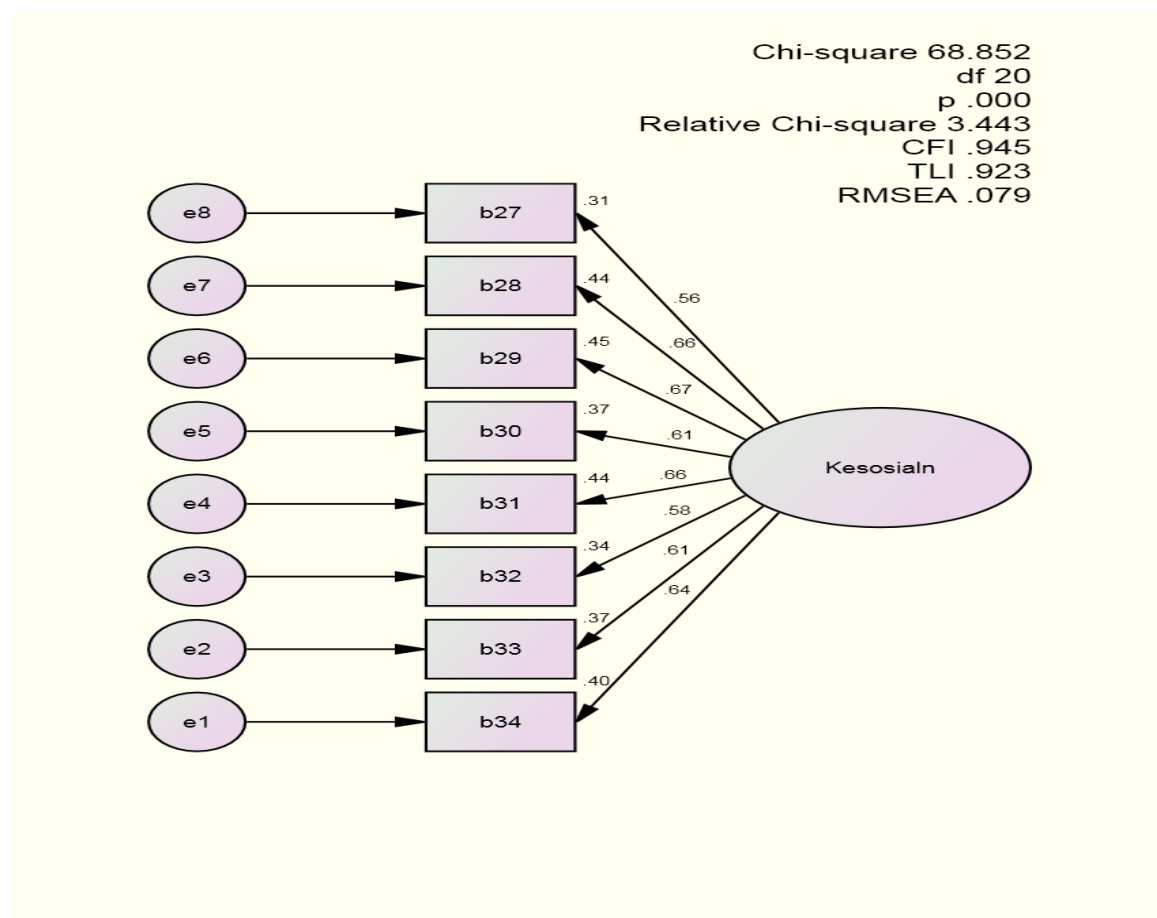 Chi-square 68.852
df 20
p .000
Relative Chi-square 3.443
CFI .945
TLI .923
RMSEA .079
e8 b27 .31
e7 b28 .44 .56
e6 b29 .45 .66
.67
e5 b30 .37 .61
Kesosialn
e4 b31 .44 .66
.58
e3 b32 .34 .61
.64
e2 b33 .37
.40
e1 b34